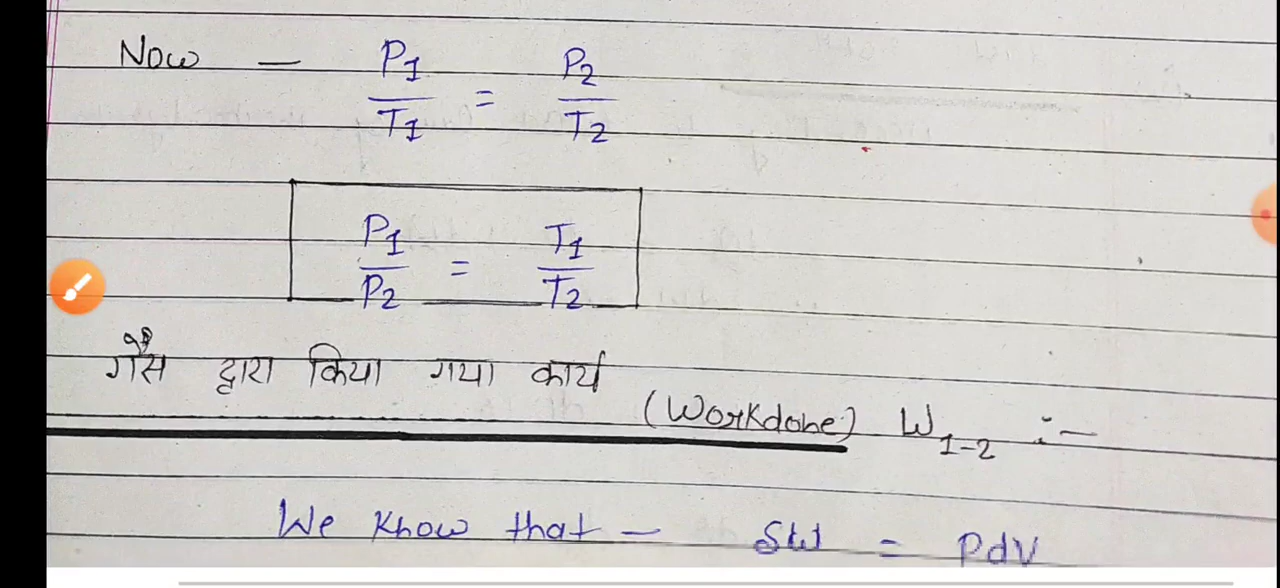 Now — P1/T1 = P2/T2
P1/P2 = T1/T2
गैस द्वारा किया गया कार्य (Workdone) W1-2 :-
We know that — δW = PdV